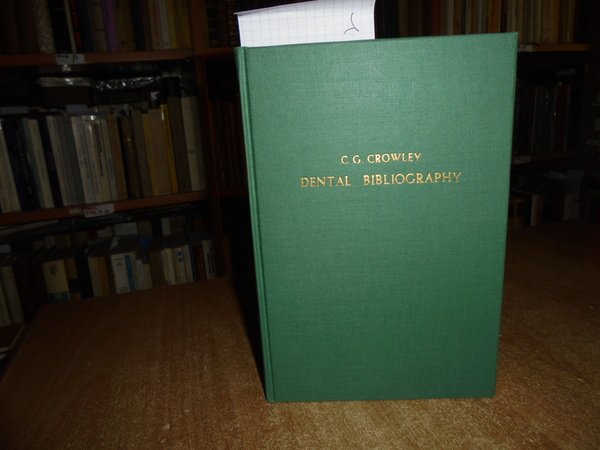 C. G. CROWLEY
DENTAL BIBLIOGRAPHY